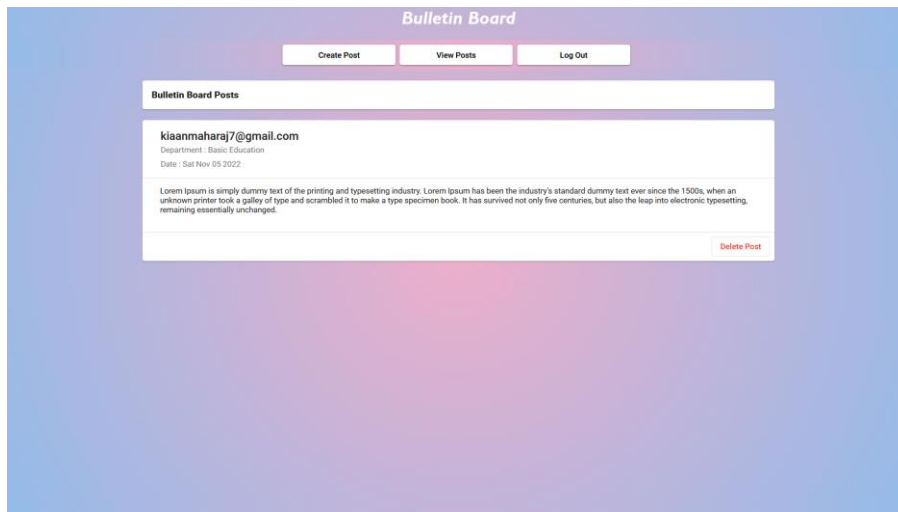 Bulletin Board
Create Post
View Posts
Log Out
Bulletin Board Posts
kiaanmaharaj7@gmail.com
Department : Basic Education
Date : Sat Nov 05 2022
Lorem Ipsum is simply dummy text of the printing and typesetting industry. Lorem Ipsum has been the industry's standard dummy text ever since the 1500s, when an
unknown printer took a galley of type and scrambled it to make a type specimen book. It has survived not only five centuries, but also the leap into electronic typesetting,
remaining essentially unchanged.
Delete Post